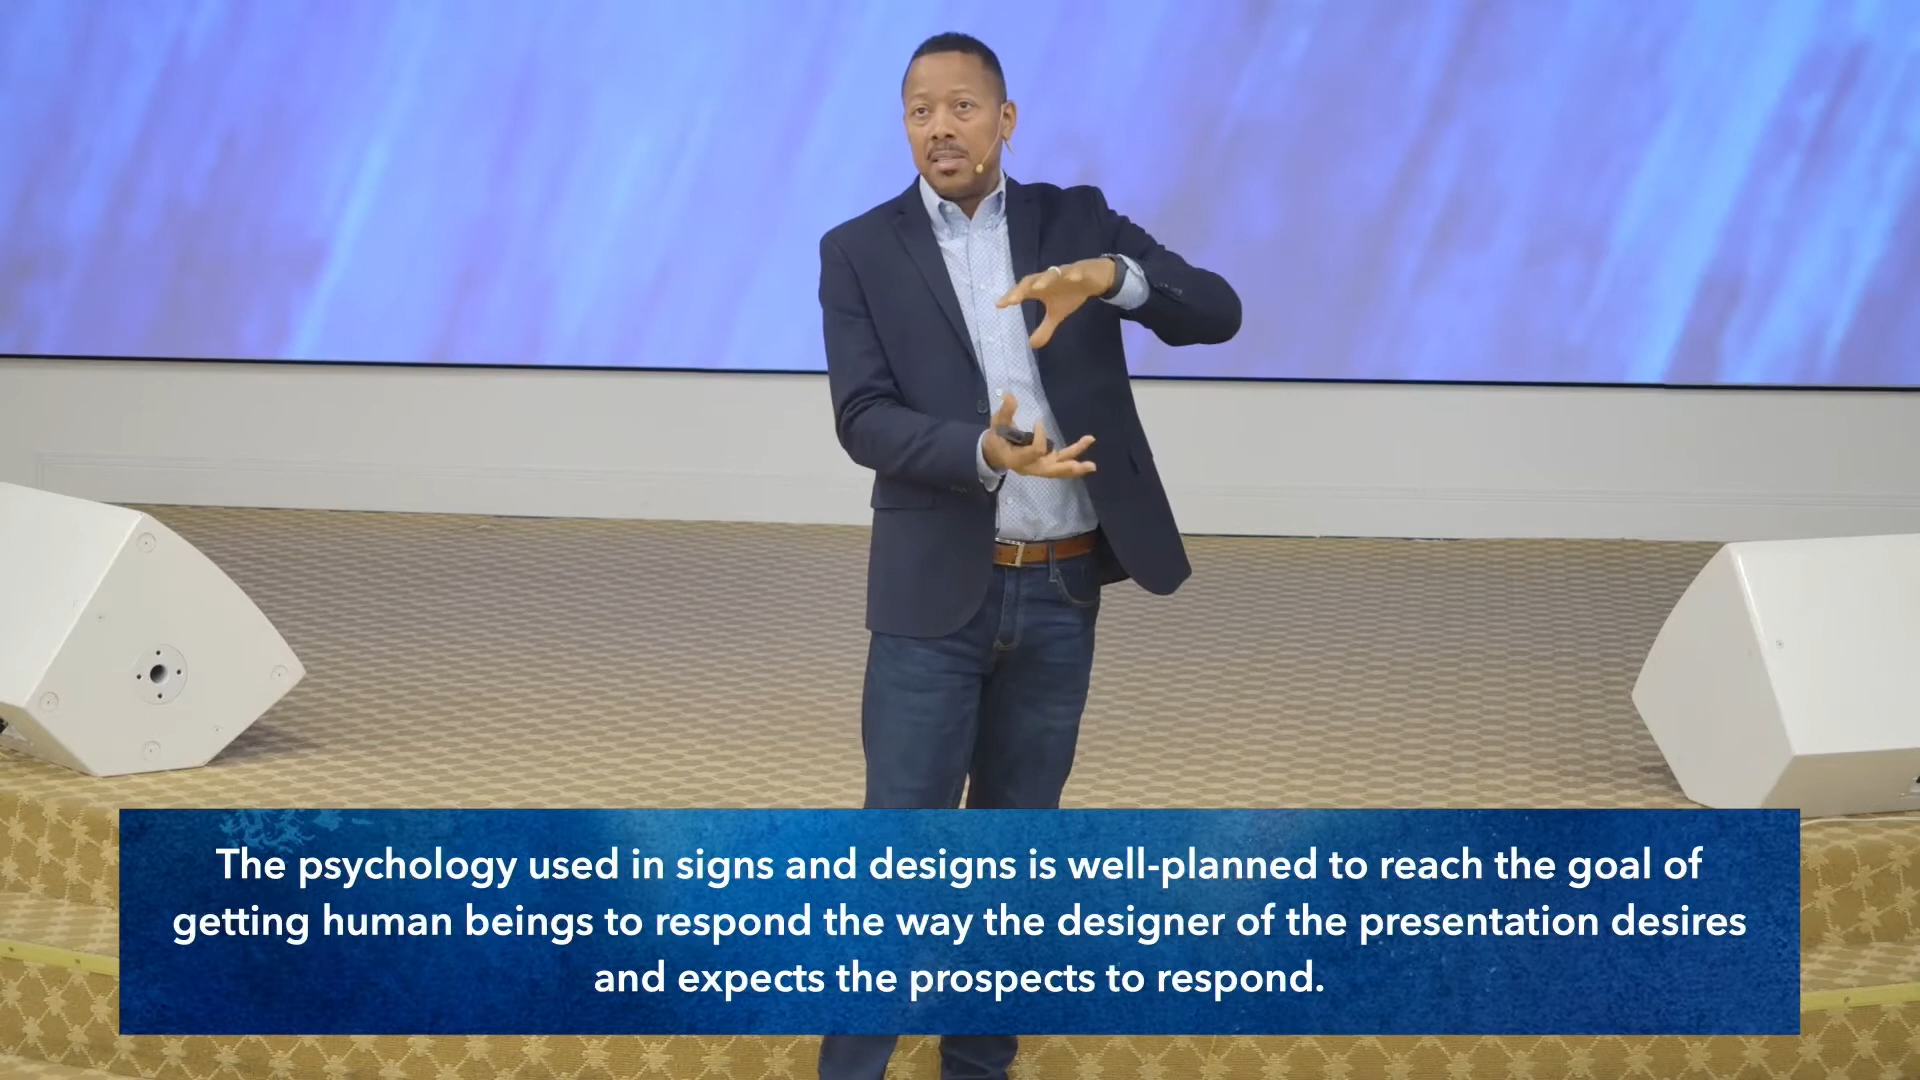 The psychology used in signs and designs is well-planned to reach the goal of
getting human beings to respond the way the designer of the presentation desires
and expects the prospects to respond.